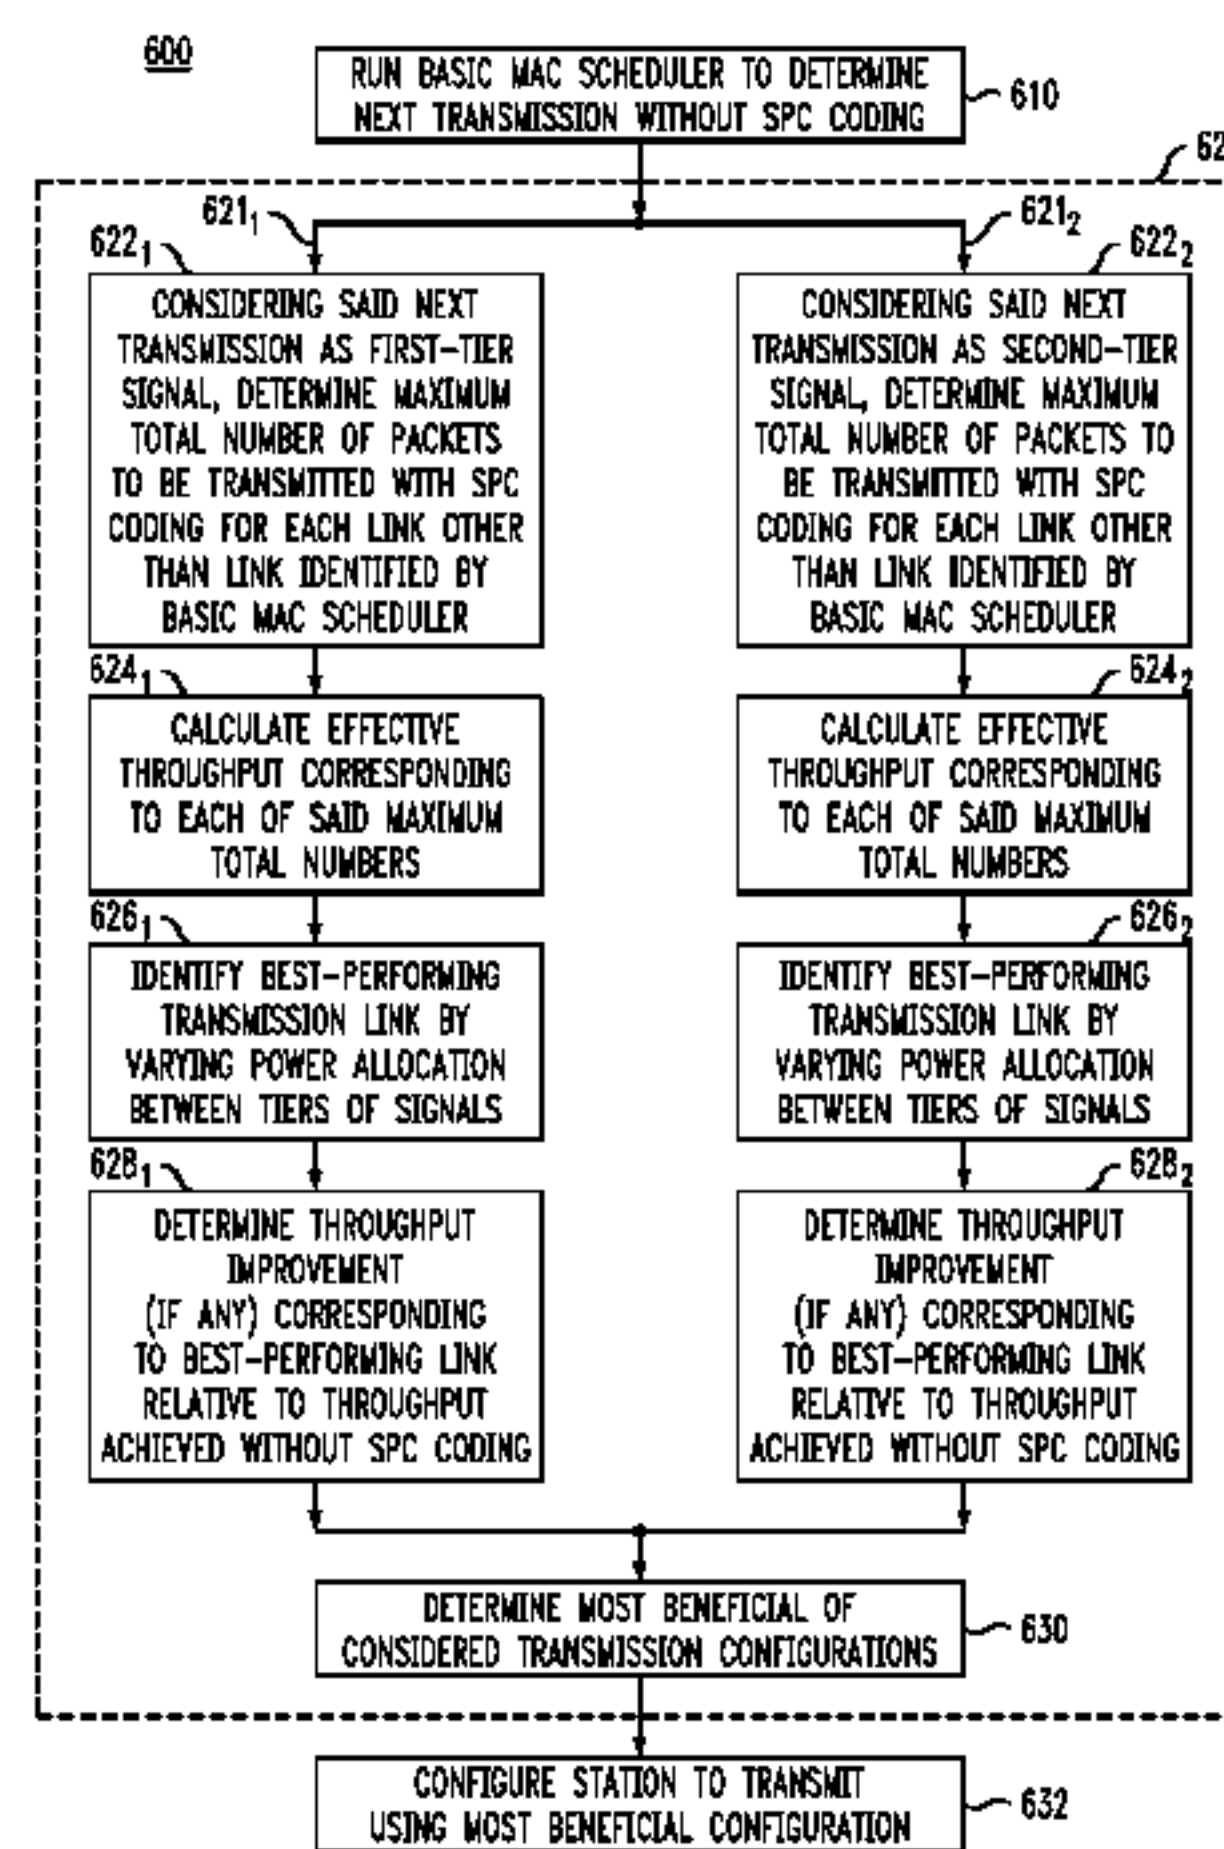 600
RUN BASIC MAC SCHEDULER TO DETERMINE
NEXT TRANSMISSION WITHOUT SPC CODING
610
62
621₁
621₂
622₁
CONSIDERING SAID NEXT
TRANSMISSION AS FIRST-TIER
SIGNAL, DETERMINE MAXIMUM
TOTAL NUMBER OF PACKETS
TO BE TRANSMITTED WITH SPC
CODING FOR EACH LINK OTHER
THAN LINK IDENTIFIED BY
BASIC MAC SCHEDULER
622₂
CONSIDERING SAID NEXT
TRANSMISSION AS SECOND-TIER
SIGNAL, DETERMINE MAXIMUM
TOTAL NUMBER OF PACKETS TO
BE TRANSMITTED WITH SPC
CODING FOR EACH LINK OTHER
THAN LINK IDENTIFIED BY
BASIC MAC SCHEDULER
624₁
CALCULATE EFFECTIVE
THROUGHPUT CORRESPONDING
TO EACH OF SAID MAXIMUM
TOTAL NUMBERS
624₂
CALCULATE EFFECTIVE
THROUGHPUT CORRESPONDING
TO EACH OF SAID MAXIMUM
TOTAL NUMBERS
626₁
IDENTIFY BEST-PERFORMING
TRANSMISSION LINK BY
VARYING POWER ALLOCATION
BETWEEN TIERS OF SIGNALS
626₂
IDENTIFY BEST-PERFORMING
TRANSMISSION LINK BY
VARYING POWER ALLOCATION
BETWEEN TIERS OF SIGNALS
628₁
DETERMINE THROUGHPUT
IMPROVEMENT
(IF ANY) CORRESPONDING
TO BEST-PERFORMING LINK
RELATIVE TO THROUGHPUT
ACHIEVED WITHOUT SPC CODING
628₂
DETERMINE THROUGHPUT
IMPROVEMENT
(IF ANY) CORRESPONDING
TO BEST-PERFORMING LINK
RELATIVE TO THROUGHPUT
ACHIEVED WITHOUT SPC CODING
DETERMINE MOST BENEFICIAL OF
CONSIDERED TRANSMISSION CONFIGURATIONS
630
CONFIGURE STATION TO TRANSMIT
USING MOST BENEFICIAL CONFIGURATION
632